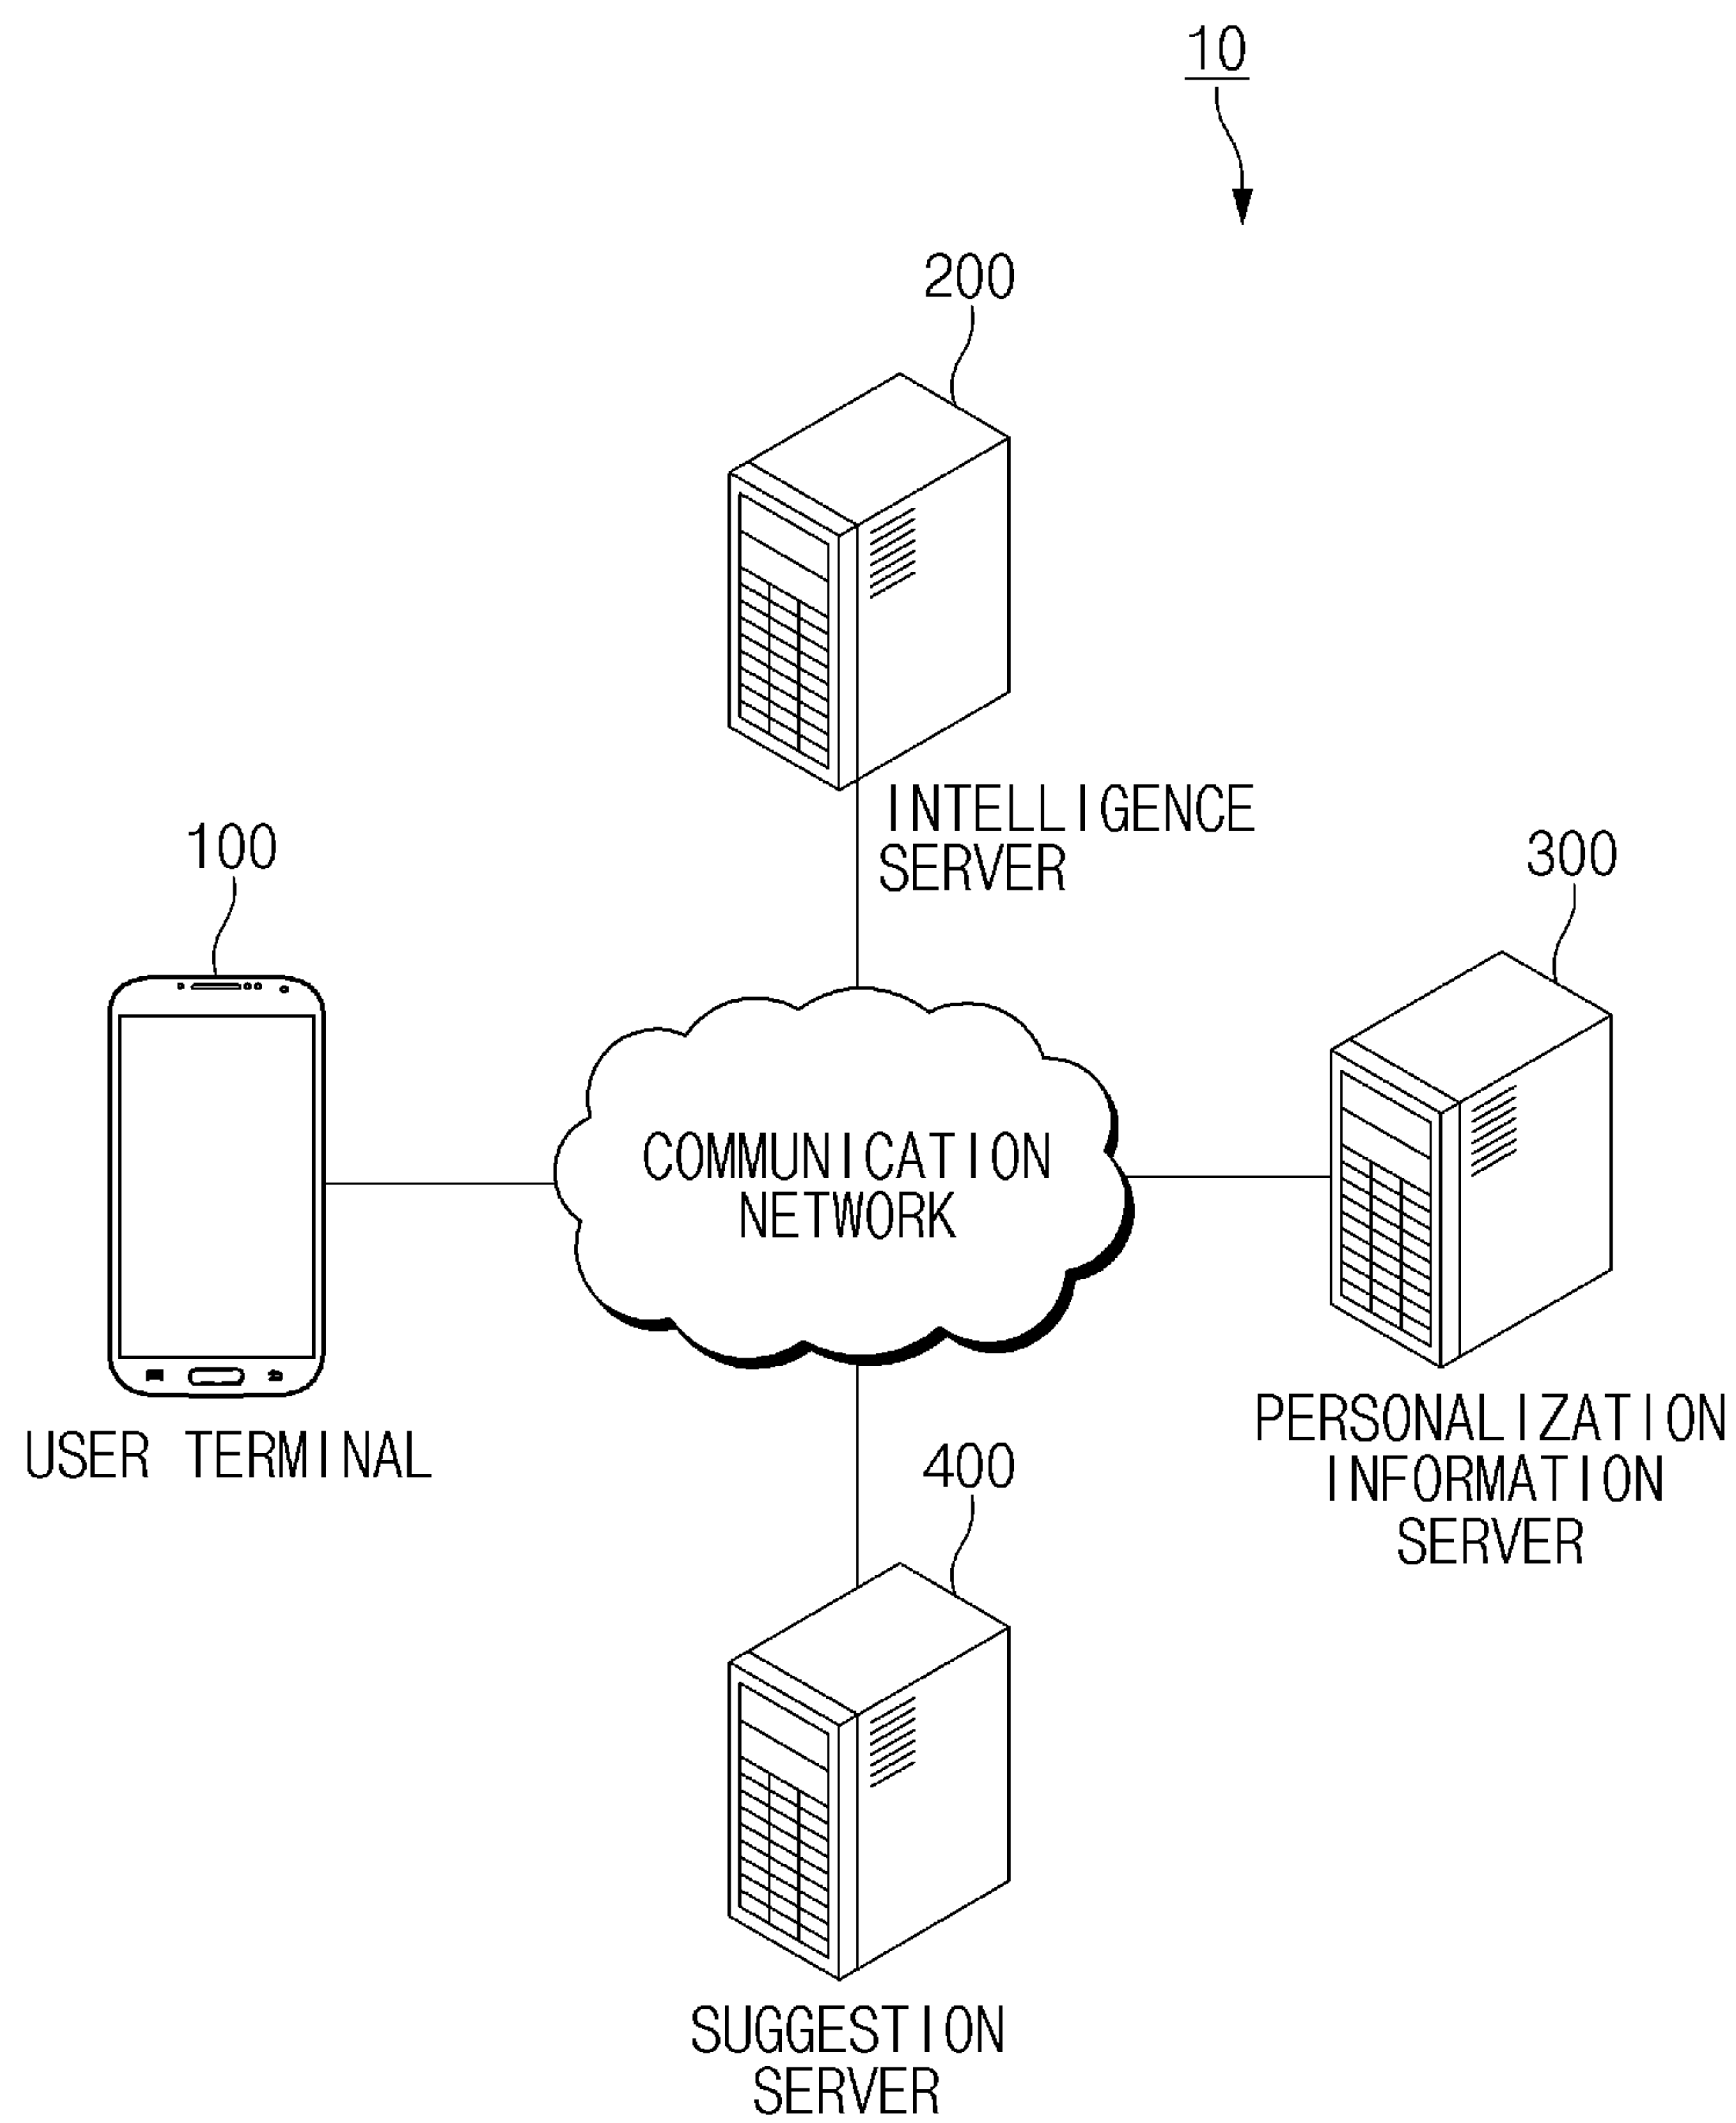 10
200
INTELLIGENCE
SERVER
100
300
COMMUNICATION
NETWORK
USER TERMINAL
PERSONALIZATION
INFORMATION
SERVER
400
SUGGESTION
SERVER